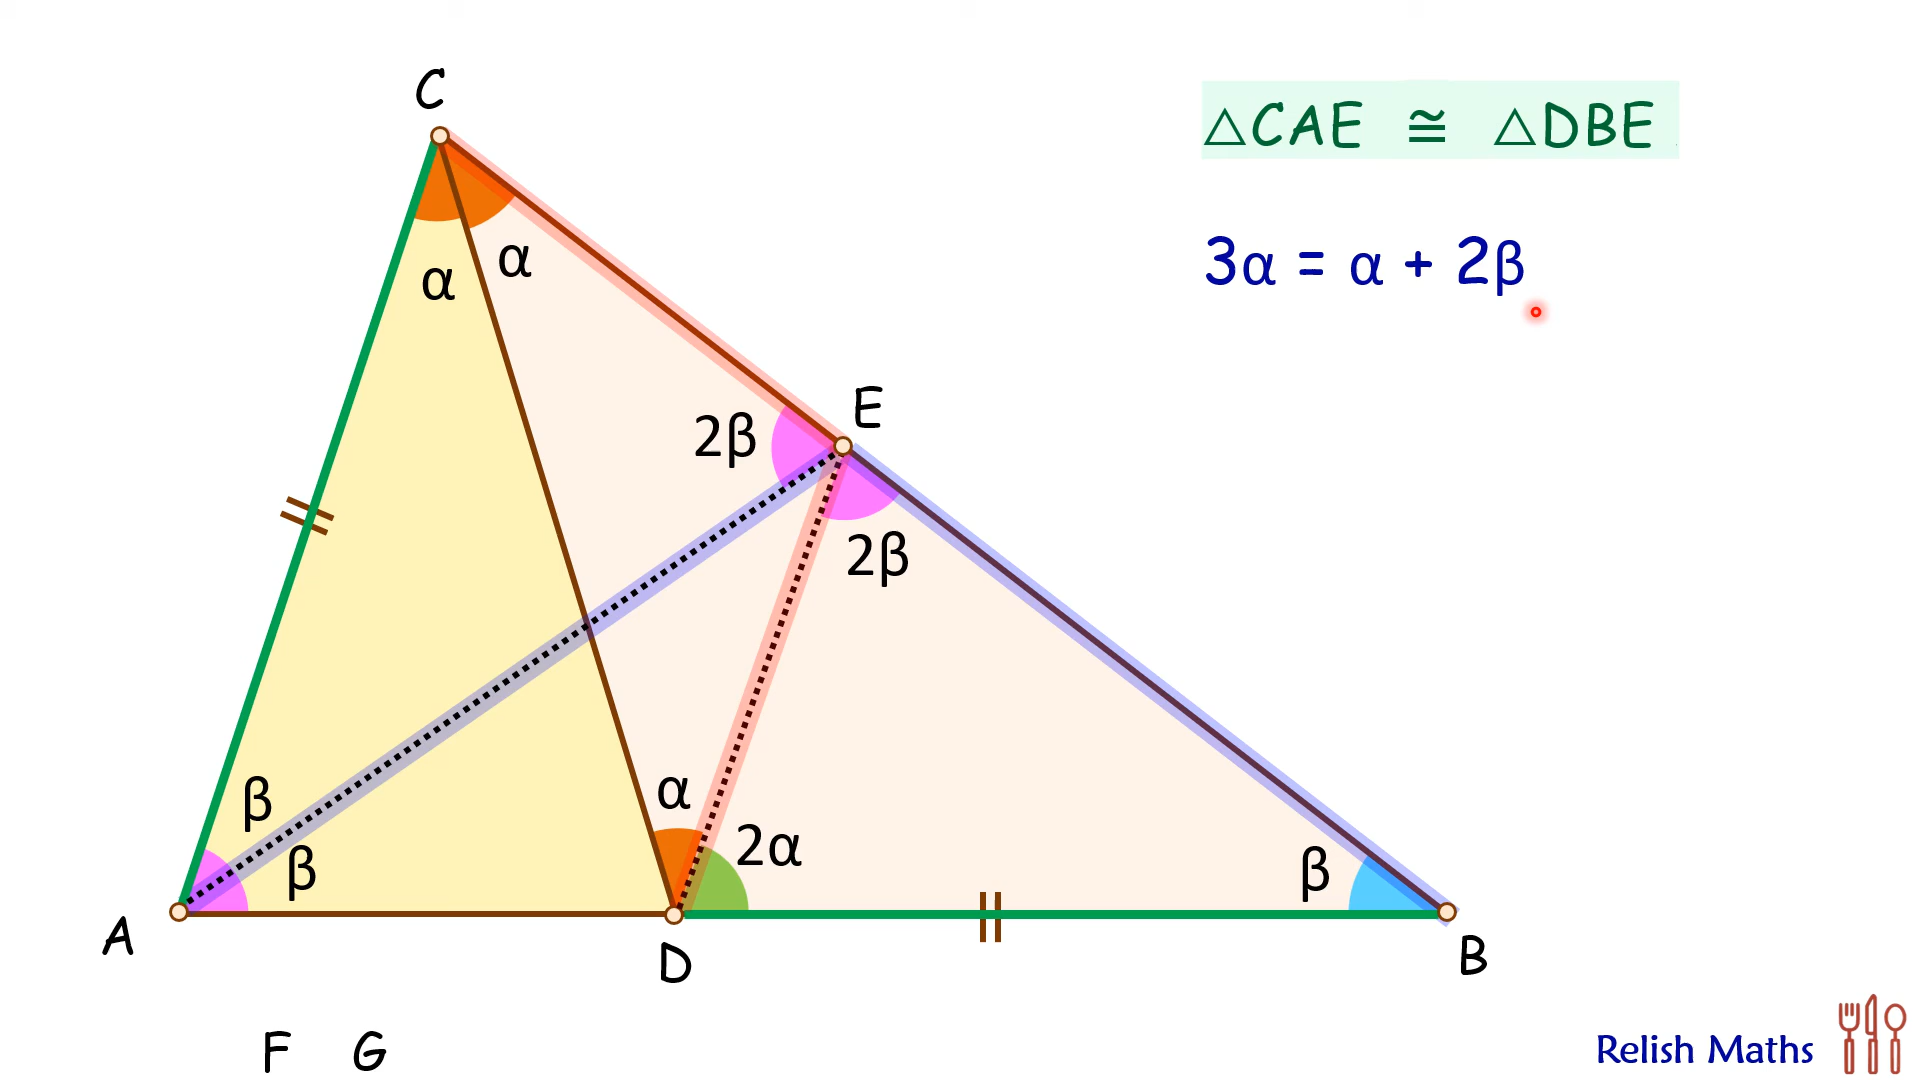 C
△CAE ≅ △DBE
3α = α + 2β
α
α
E
2β
2β
β
α
2α
β
β
A
D
B
F G
Relish Maths